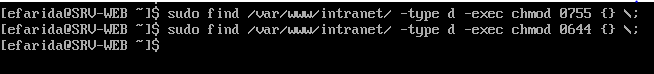 [efarida@SRV-WEB ~]$ sudo find /var/www/intranet/ -type d -exec chmod 0755 {} \;
[efarida@SRV-WEB ~]$ sudo find /var/www/intranet/ -type d -exec chmod 0644 {} \;
[efarida@SRV-WEB ~]$